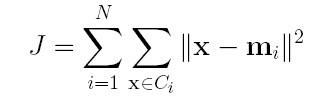 J = \sum_{i=1}^{N} \sum_{\mathbf{x} \in C_i} \|\mathbf{x} - \mathbf{m}_i\|^2